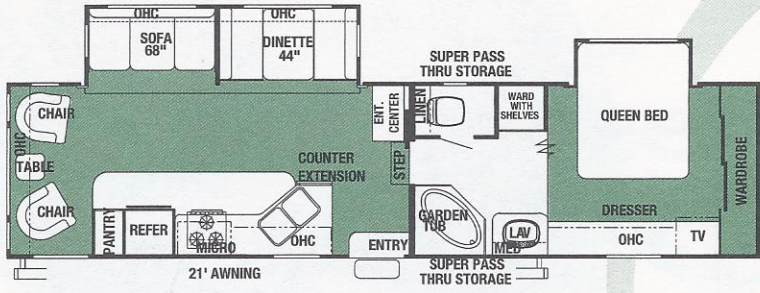 OHC
OHC
SOFA
68"
DINETTE
44"
SUPER PASS
THRU STORAGE
CHAIR
OHC
TABLE
CHAIR
ENT.
CENTER
LINEN
WARD
WITH
SHELVES
QUEEN BED
WARDROBE
COUNTER
EXTENSION
STEP
PANTRY
REFER
MICRO
OHC
ENTRY
GARDEN
TUB
LAV
MED
DRESSER
OHC
TV
21' AWNING
SUPER PASS
THRU STORAGE